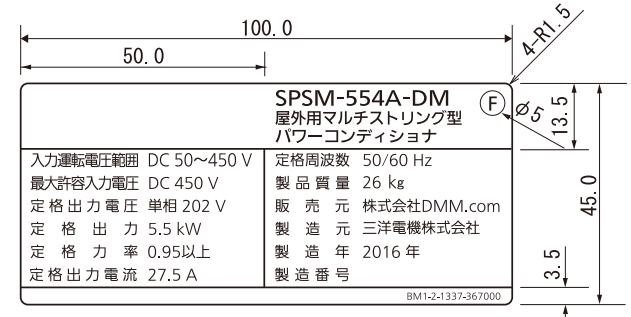 100.0
50.0
4-R1.5
SPSM-554A-DM
屋外用マルチストリング型
パワーコンディショナ
F
φ5
13.5
45.0
3.5
入力運転電圧範囲 DC 50～450 V
最大許容入力電圧 DC 450 V
定格出力電圧 単相 202 V
定格出力 5.5 kW
定格力率 0.95以上
定格出力電流 27.5 A
定格周波数 50/60 Hz
製品質量 26 kg
販売元 株式会社DMM.com
製造元 三洋電機株式会社
製造年 2016 年
製造番号
BM1-2-1337-367000